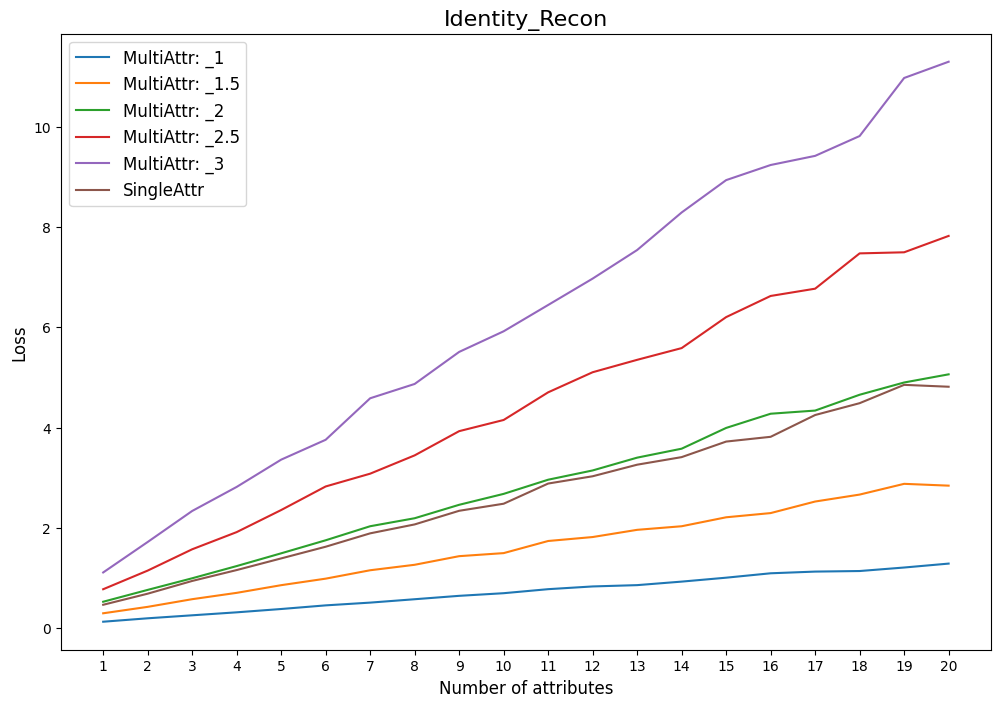 Identity_Recon
MultiAttr: _1
MultiAttr: _1.5
MultiAttr: _2
MultiAttr: _2.5
MultiAttr: _3
SingleAttr
10
8
6
4
2
0
Loss
1 2 3 4 5 6 7 8 9 10 11 12 13 14 15 16 17 18 19 20
Number of attributes